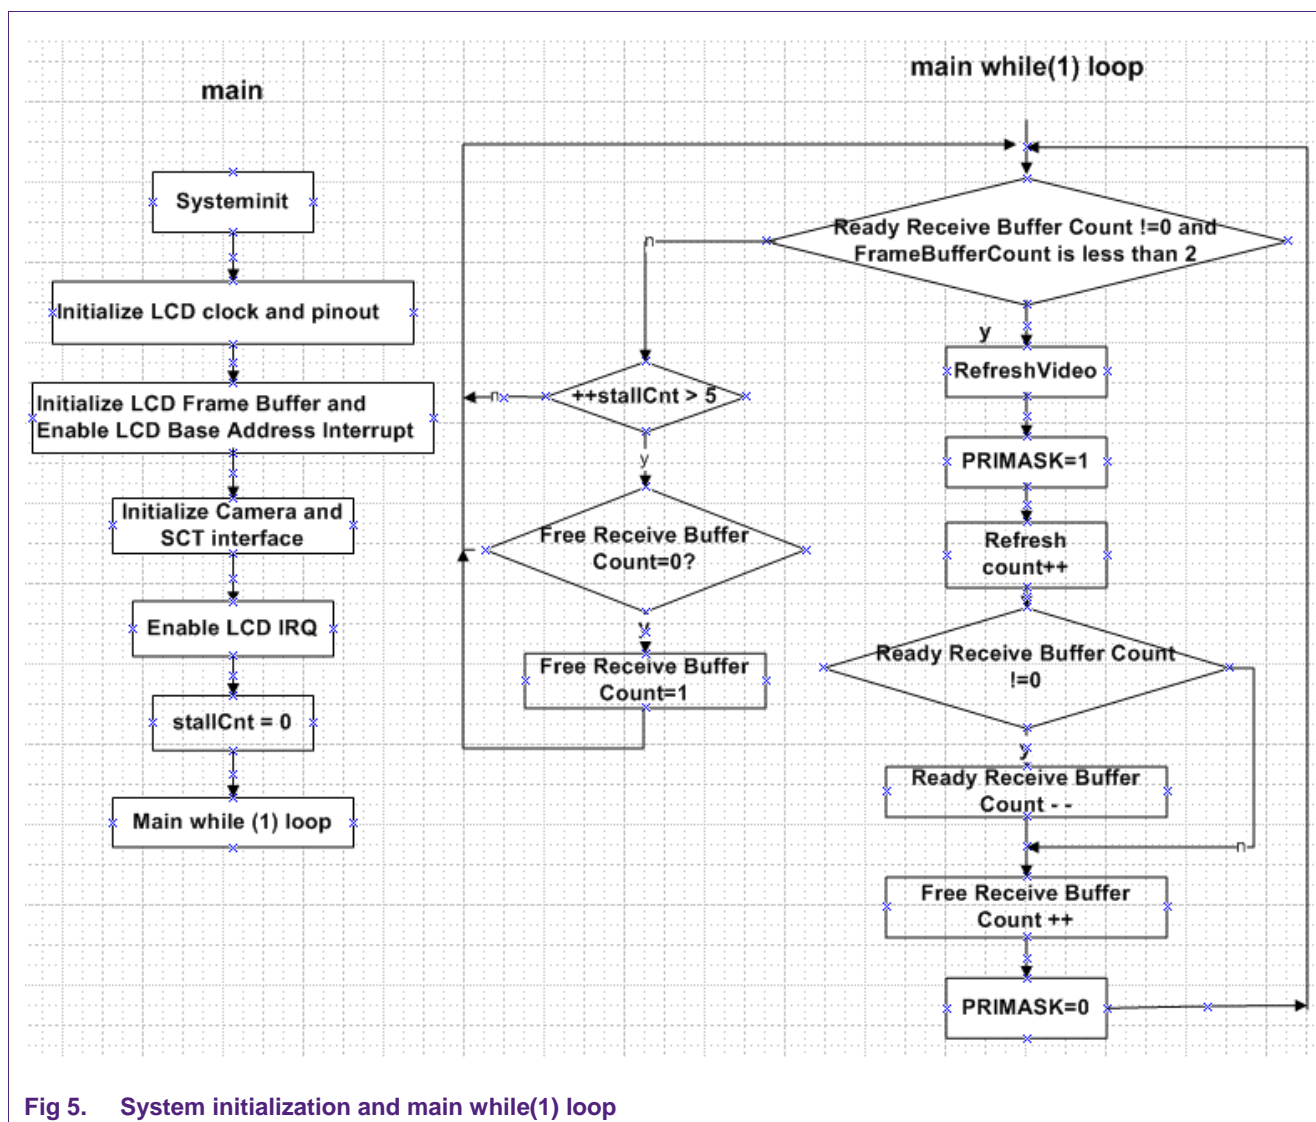 main
Systeminit
Initialize LCD clock and pinout
Initialize LCD Frame Buffer and
Enable LCD Base Address Interrupt
Initialize Camera and
SCT interface
Enable LCD IRQ
stallCnt = 0
Main while (1) loop
main while(1) loop
Ready Receive Buffer Count !=0 and
FrameBufferCount is less than 2
n
y
RefreshVideo
PRIMASK=1
Refresh
count++
Ready Receive Buffer Count
!=0
y
Ready Receive Buffer
Count - -
n
Free Receive Buffer
Count ++
PRIMASK=0
++stallCnt > 5
n
y
Free Receive Buffer
Count=0?
y
Free Receive Buffer
Count=1
Fig 5. System initialization and main while(1) loop